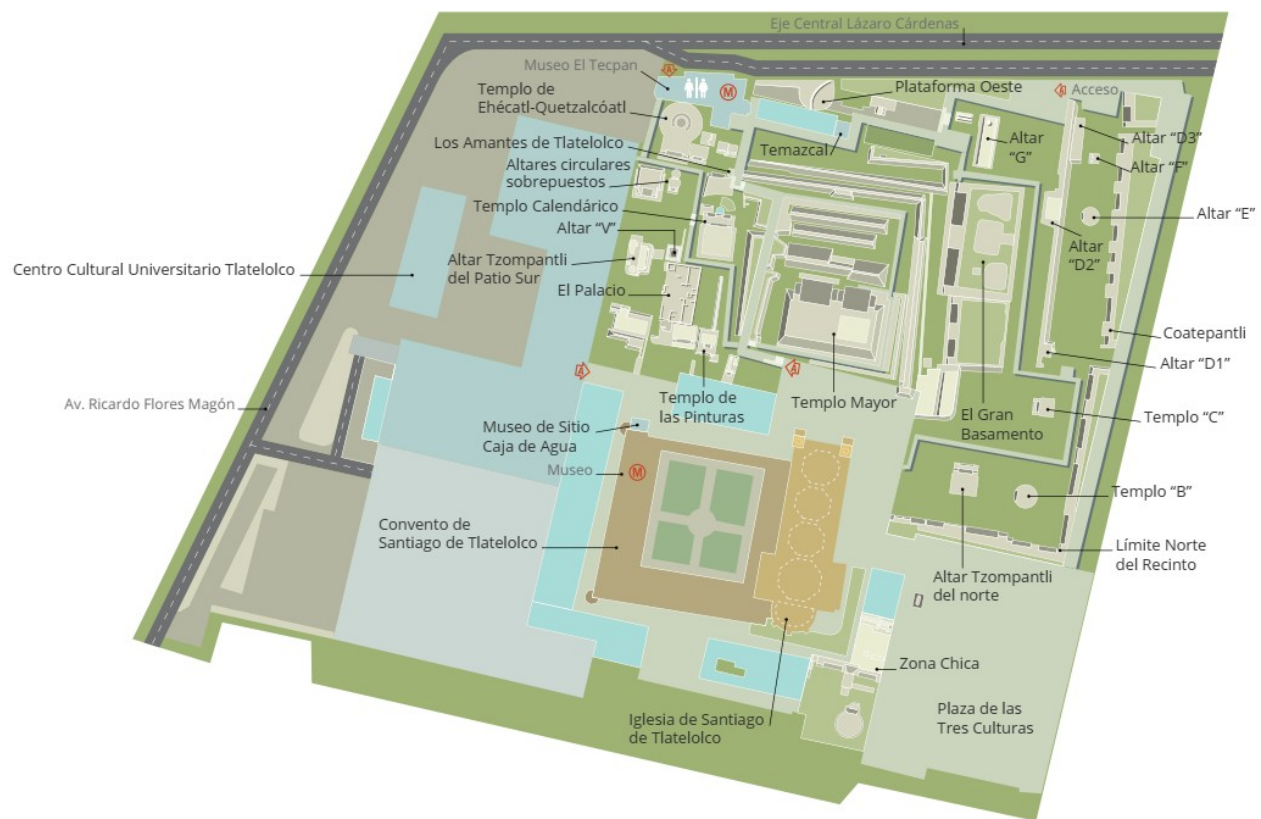 Eje Central Lázaro Cárdenas
Museo El Tecpan
A
M
Templo de
Ehécatl-Quetzalcóatl
Plataforma Oeste
A
Acceso
Los Amantes de Tlatelolco
Temazcal
Altar
"G"
Altar "D3"
Altar "F"
Altares circulares
sobrepuestos
Templo Calendárico
Altar "E"
Altar "V"
Altar
"D2"
Centro Cultural Universitario Tlatelolco
Altar Tzompantli
del Patio Sur
El Palacio
Coatepantli
Altar "D1"
A
A
Av. Ricardo Flores Magón
Templo de
las Pinturas
Templo Mayor
El Gran
Basamento
Templo "C"
Museo de Sitio
Caja de Agua
Museo
M
Templo "B"
Convento de
Santiago de Tlatelolco
Límite Norte
del Recinto
Altar Tzompantli
del norte
Zona Chica
Iglesia de Santiago
de Tlatelolco
Plaza de las
Tres Culturas